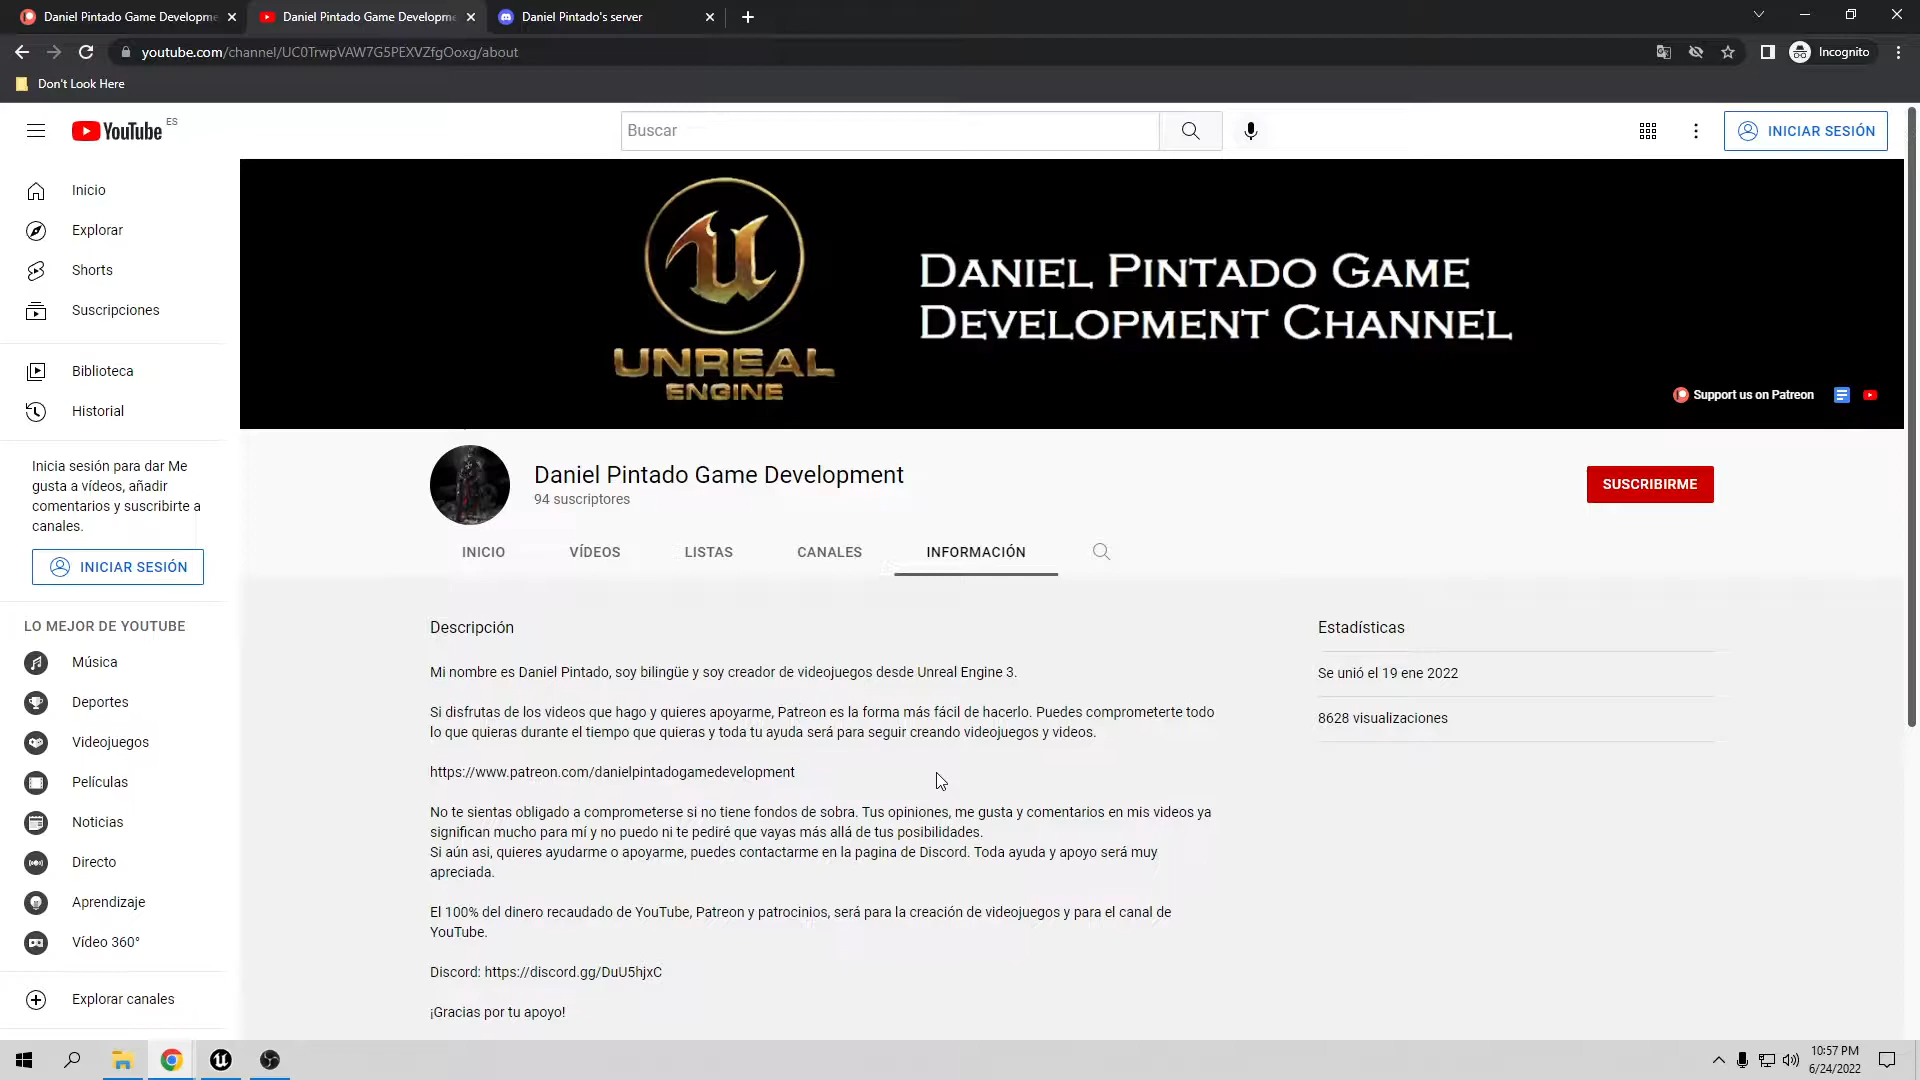 Daniel Pintado Game Developme
Daniel Pintado Game Developme
Daniel Pintado's server
youtube.com/channel/UC0TrwpVAW7G5PEXVZfgOoxg/about
Incognito
Don't Look Here
YouTube ES
Buscar
INICIAR SESIÓN
Inicio
Explorar
Shorts
Suscripciones
Biblioteca
Historial
Inicia sesión para dar Me
gusta a vídeos, añadir
comentarios y suscribirte a
canales.
INICIAR SESIÓN
LO MEJOR DE YOUTUBE
Música
Deportes
Videojuegos
Películas
Noticias
Directo
Aprendizaje
Vídeo 360°
Explorar canales
UNREAL
ENGINE
DANIEL PINTADO GAME
DEVELOPMENT CHANNEL
Support us on Patreon
Daniel Pintado Game Development
94 suscriptores
SUSCRIBIRME
INICIO VÍDEOS LISTAS CANALES INFORMACIÓN
Descripción
Mi nombre es Daniel Pintado, soy bilingüe y soy creador de videojuegos desde Unreal Engine 3.
Si disfrutas de los videos que hago y quieres apoyarme, Patreon es la forma más fácil de hacerlo. Puedes comprometerte todo
lo que quieras durante el tiempo que quieras y toda tu ayuda será para seguir creando videojuegos y videos.
https://www.patreon.com/danielpintadogamedevelopment
No te sientas obligado a comprometerse si no tiene fondos de sobra. Tus opiniones, me gusta y comentarios en mis videos ya
significan mucho para mí y no puedo ni te pediré que vayas más allá de tus posibilidades.
Si aún asi, quieres ayudarme o apoyarme, puedes contactarme en la pagina de Discord. Toda ayuda y apoyo será muy
apreciada.
El 100% del dinero recaudado de YouTube, Patreon y patrocinios, será para la creación de videojuegos y para el canal de
YouTube.
Discord: https://discord.gg/DuU5hjxC
¡Gracias por tu apoyo!
Estadísticas
Se unió el 19 ene 2022
8628 visualizaciones
10:57 PM
6/24/2022